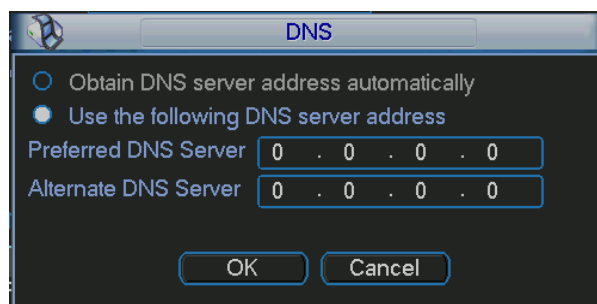 DNS
Obtain DNS server address automatically
Use the following DNS server address
Preferred DNS Server 0 . 0 . 0 . 0
Alternate DNS Server 0 . 0 . 0 . 0
OK Cancel